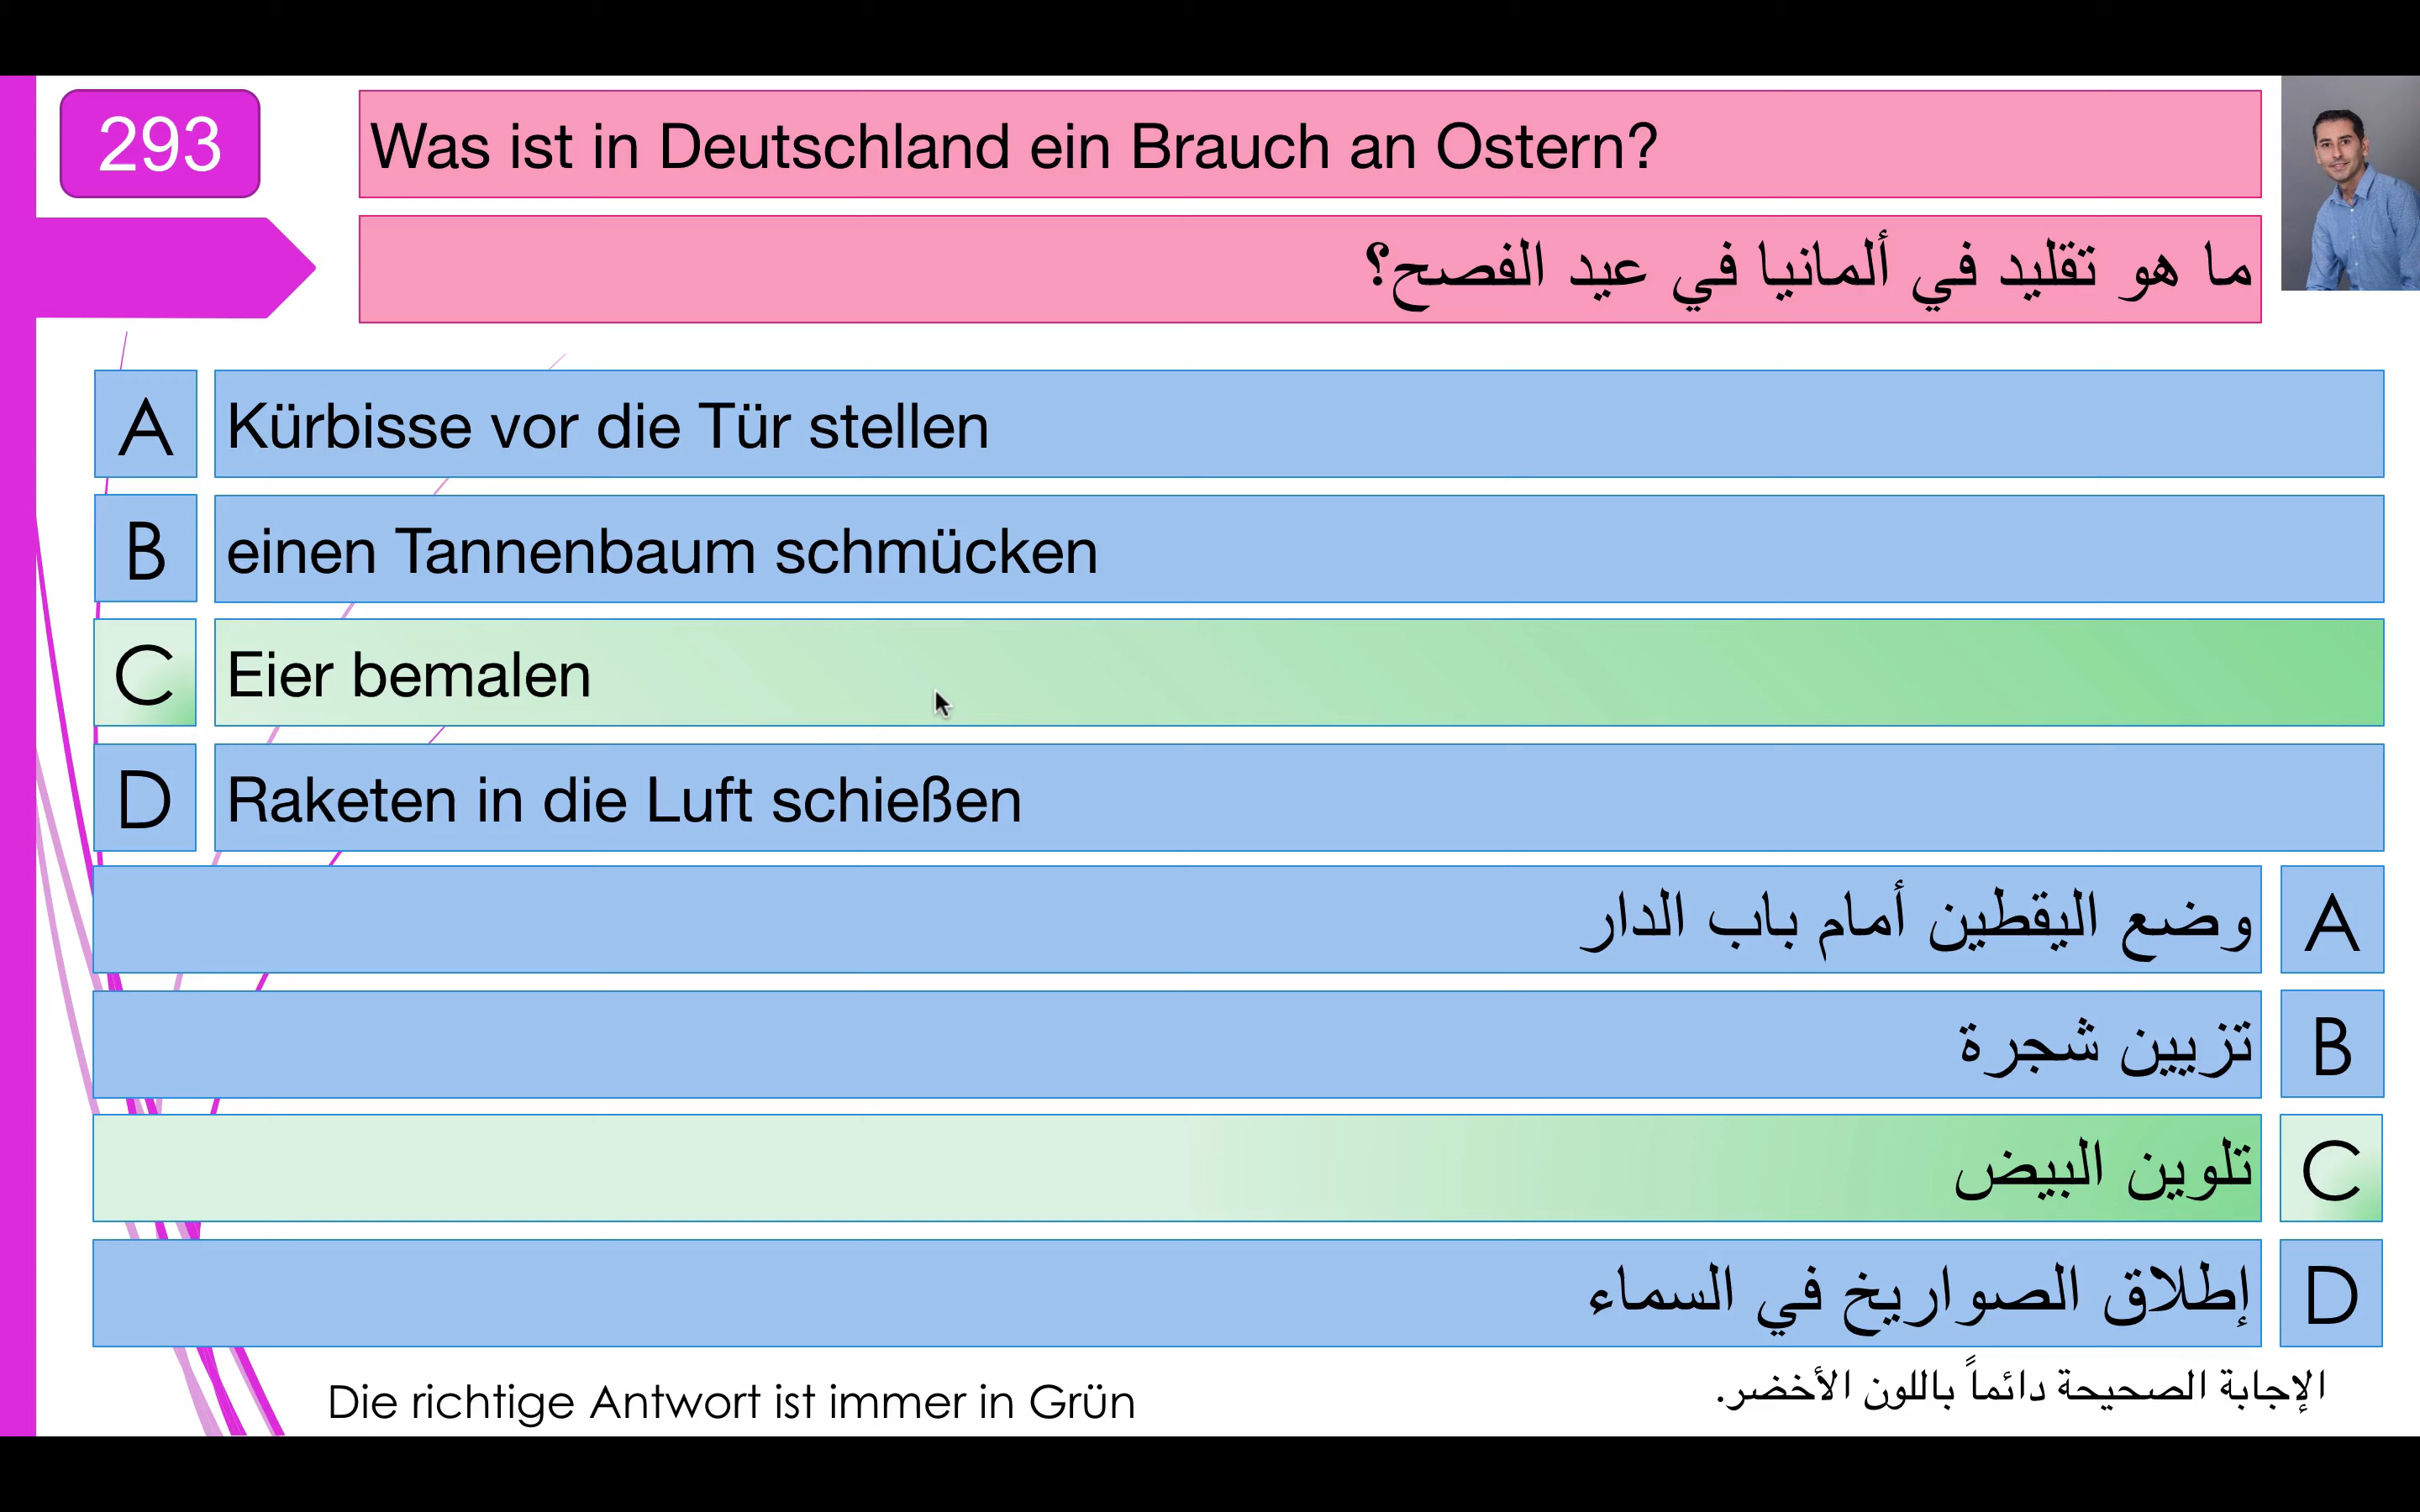 293
Was ist in Deutschland ein Brauch an Ostern?
ما هو تقليد في ألمانيا في عيد الفصح؟
A Kürbisse vor die Tür stellen
B einen Tannenbaum schmücken
C Eier bemalen
D Raketen in die Luft schießen
A وضع اليقطين أمام باب الدار
B تزيين شجرة
C تلوين البيض
D إطلاق الصواريخ في السماء
Die richtige Antwort ist immer in Grün
الإجابة الصحيحة دائماً باللون الأخضر.